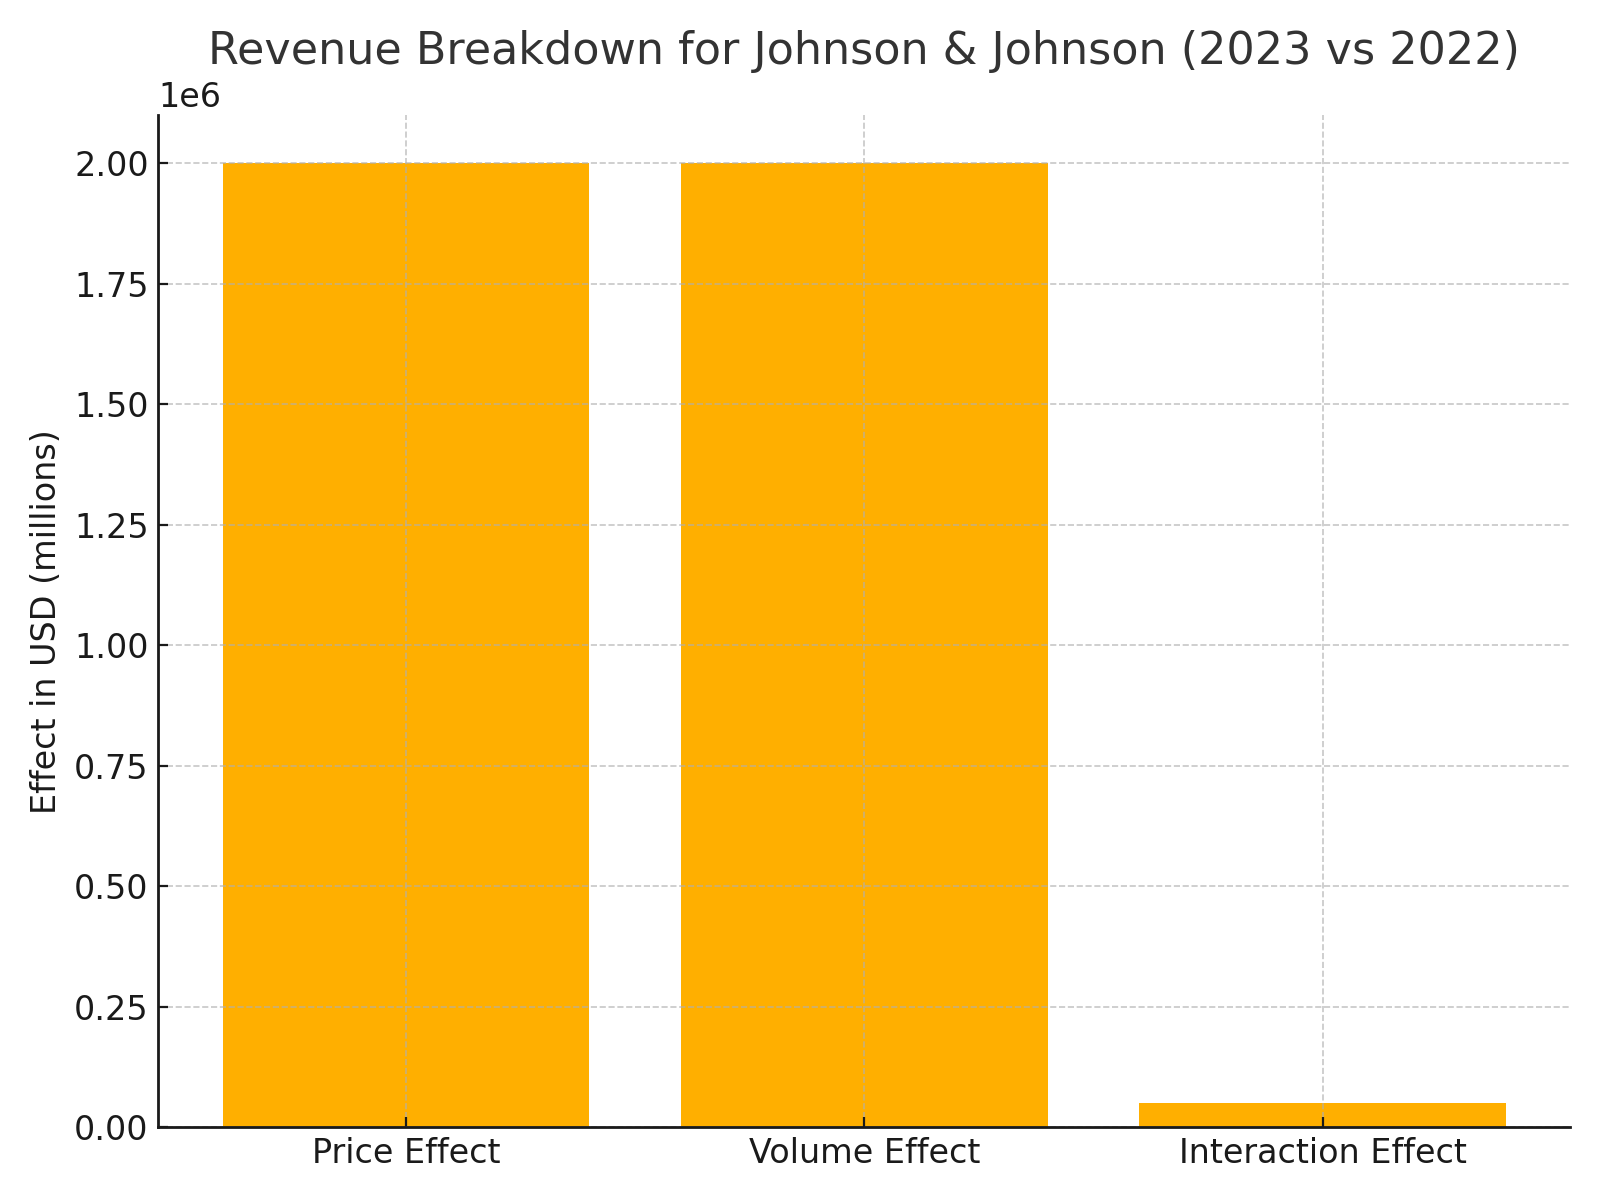 Revenue Breakdown for Johnson & Johnson (2023 vs 2022)
1e6
2.00
1.75
1.50
1.25
1.00
0.75
0.50
0.25
0.00
Effect in USD (millions)
Price Effect
Volume Effect
Interaction Effect